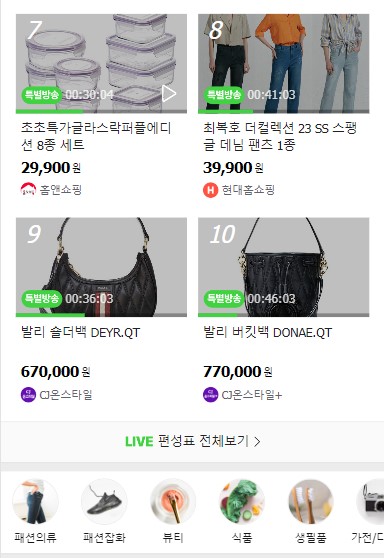 7
특별방송 00:30:04
초초특가글라스락퍼플에디
션 8종 세트
29,900원
홈앤쇼핑
8
특별방송 00:41:03
최복호 더컬렉션 23 SS 스팽
글 데님 팬츠 1종
39,900원
현대홈쇼핑
9
특별방송 00:36:03
발리 숄더백 DEYR.QT
670,000원
CJ온스타일
10
특별방송 00:46:03
발리 버킷백 DONAE.QT
770,000원
CJ온스타일+
LIVE 편성표 전체보기 >
패션의류
패션잡화
뷰티
식품
생필품
가전/디